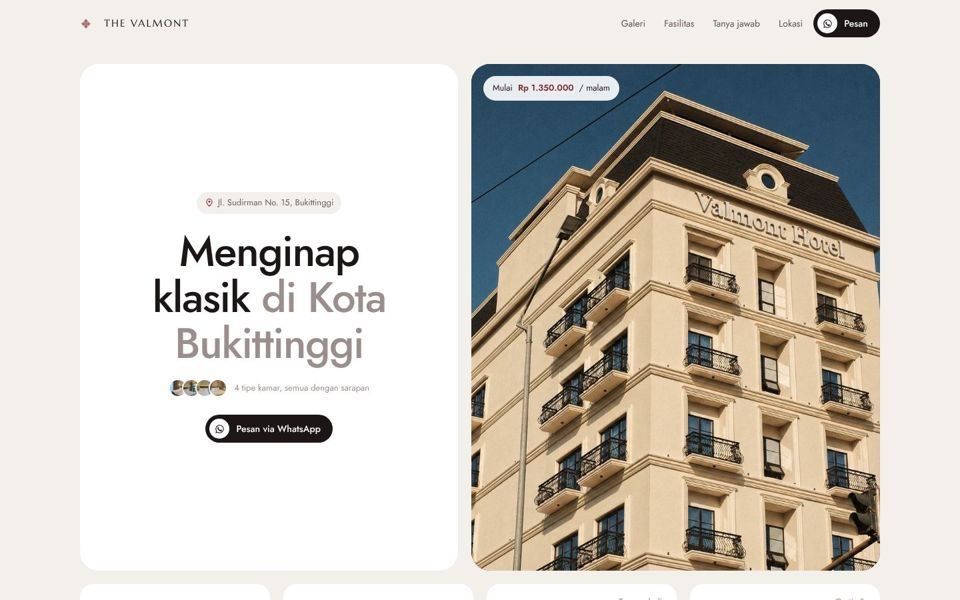 THE VALMONT
Galeri
Fasilitas
Tanya jawab
Lokasi
Pesan
Jl. Sudirman No. 15, Bukittinggi
Menginap
klasik di Kota
Bukittinggi
4 tipe kamar, semua dengan sarapan
Pesan via WhatsApp
Mulai Rp 1.350.000 / malam
Valmont Hotel